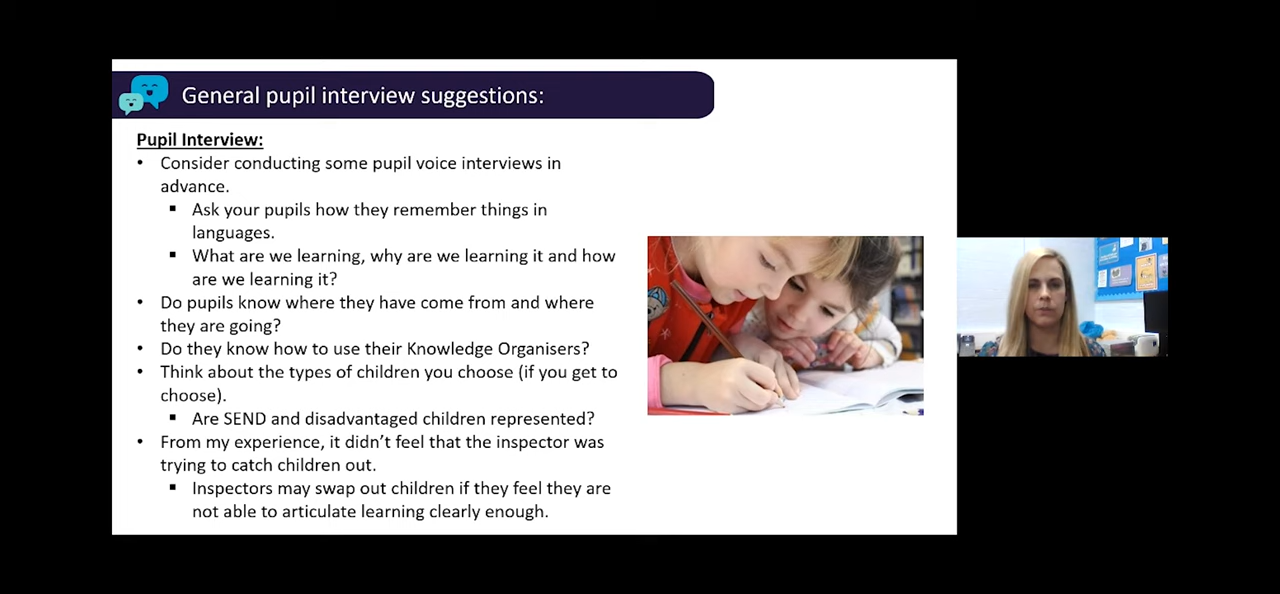 General pupil interview suggestions:
Pupil Interview:
• Consider conducting some pupil voice interviews in
advance.
▪ Ask your pupils how they remember things in
languages.
▪ What are we learning, why are we learning it and how
are we learning it?
• Do pupils know where they have come from and where
they are going?
• Do they know how to use their Knowledge Organisers?
• Think about the types of children you choose (if you get to
choose).
▪ Are SEND and disadvantaged children represented?
• From my experience, it didn’t feel that the inspector was
trying to catch children out.
▪ Inspectors may swap out children if they feel they are
not able to articulate learning clearly enough.